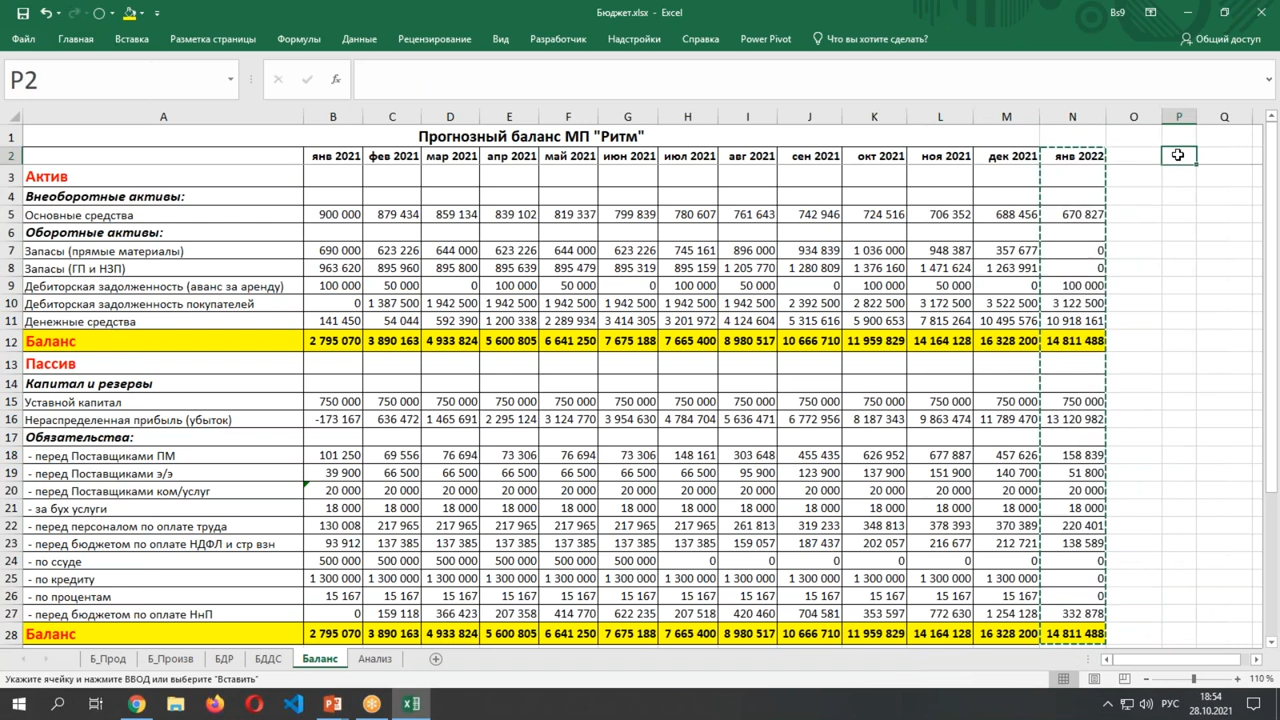 Бюджет.xlsx - Excel
Bs9
Файл Главная Вставка Разметка страницы Формулы Данные Рецензирование Вид Разработчик Надстройки Справка Power Pivot Что вы хотите сделать? Общий доступ
P2
fx
A B C D E F G H I J K L M N O P Q
1 Прогнозный баланс МП "Ритм"
2 янв 2021 фев 2021 мар 2021 апр 2021 май 2021 июн 2021 июл 2021 авг 2021 сен 2021 окт 2021 ноя 2021 дек 2021 янв 2022
3 Актив
4 Внеоборотные активы:
5 Основные средства 900 000 879 434 859 134 839 102 819 337 799 839 780 607 761 643 742 946 724 516 706 352 688 456 670 827
6 Оборотные активы:
7 Запасы (прямые материалы) 690 000 623 226 644 000 623 226 644 000 623 226 745 161 896 000 934 839 1 036 000 948 387 357 677 0
8 Запасы (ГП и НЗП) 963 620 895 960 895 800 895 639 895 479 895 319 895 159 1 205 770 1 280 809 1 376 160 1 471 624 1 263 991 0
9 Дебиторская задолженность (аванс за аренду) 100 000 50 000 0 100 000 50 000 0 100 000 50 000 0 100 000 50 000 0 100 000
10 Дебиторская задолженность покупателей 0 1 387 500 1 942 500 1 942 500 1 942 500 1 942 500 1 942 500 1 942 500 2 392 500 2 822 500 3 172 500 3 522 500 3 122 500
11 Денежные средства 141 450 54 044 592 390 1 200 338 2 289 934 3 414 305 3 201 972 4 124 604 5 315 616 5 900 653 7 815 264 10 495 576 10 918 161
12 Баланс 2 795 070 3 890 163 4 933 824 5 600 805 6 641 250 7 675 188 7 665 400 8 980 517 10 666 710 11 959 829 14 164 128 16 328 200 14 811 488
13 Пассив
14 Капитал и резервы
15 Уставной капитал 750 000 750 000 750 000 750 000 750 000 750 000 750 000 750 000 750 000 750 000 750 000 750 000 750 000
16 Нераспределенная прибыль (убыток) -173 167 636 472 1 465 691 2 295 124 3 124 770 3 954 630 4 784 704 5 636 471 6 772 956 8 187 343 9 863 474 11 789 470 13 120 982
17 Обязательства:
18 - перед Поставщиками ПМ 101 250 69 556 76 694 73 306 76 694 73 306 148 161 303 648 455 435 626 952 677 887 457 626 158 839
19 - перед Поставщиками э/э 39 900 66 500 66 500 66 500 66 500 66 500 66 500 95 900 123 900 137 900 151 900 140 700 51 800
20 - перед Поставщиками ком/услуг 20 000 20 000 20 000 20 000 20 000 20 000 20 000 20 000 20 000 20 000 20 000 20 000 20 000
21 - за бух услуги 18 000 18 000 18 000 18 000 18 000 18 000 18 000 18 000 18 000 18 000 18 000 18 000 18 000
22 - перед персоналом по оплате труда 130 008 217 965 217 965 217 965 217 965 217 965 217 965 261 813 319 233 348 813 378 393 370 389 220 401
23 - перед бюджетом по оплате НДФЛ и стр взн 93 912 137 385 137 385 137 385 137 385 137 385 137 385 159 057 187 437 202 057 216 677 212 721 138 589
24 - по ссуде 500 000 500 000 500 000 500 000 500 000 500 000 0 0 0 0 0 0 0
25 - по кредиту 1 300 000 1 300 000 1 300 000 1 300 000 1 300 000 1 300 000 1 300 000 1 300 000 1 300 000 1 300 000 1 300 000 1 300 000 0
26 - по процентам 15 167 15 167 15 167 15 167 15 167 15 167 15 167 15 167 15 167 15 167 15 167 15 167 0
27 - перед бюджетом по оплате НнП 0 159 118 366 423 207 358 414 770 622 235 207 518 420 460 704 581 353 597 772 630 1 254 128 332 878
28 Баланс 2 795 070 3 890 163 4 933 824 5 600 805 6 641 250 7 675 188 7 665 400 8 980 517 10 666 710 11 959 829 14 164 128 16 328 200 14 811 488
Б_Прод Б_Произв БДР БДДС Баланс Анализ
Укажите ячейку и нажмите ВВОД или выберите "Вставить" 110 %
РУС 18:54
28.10.2021